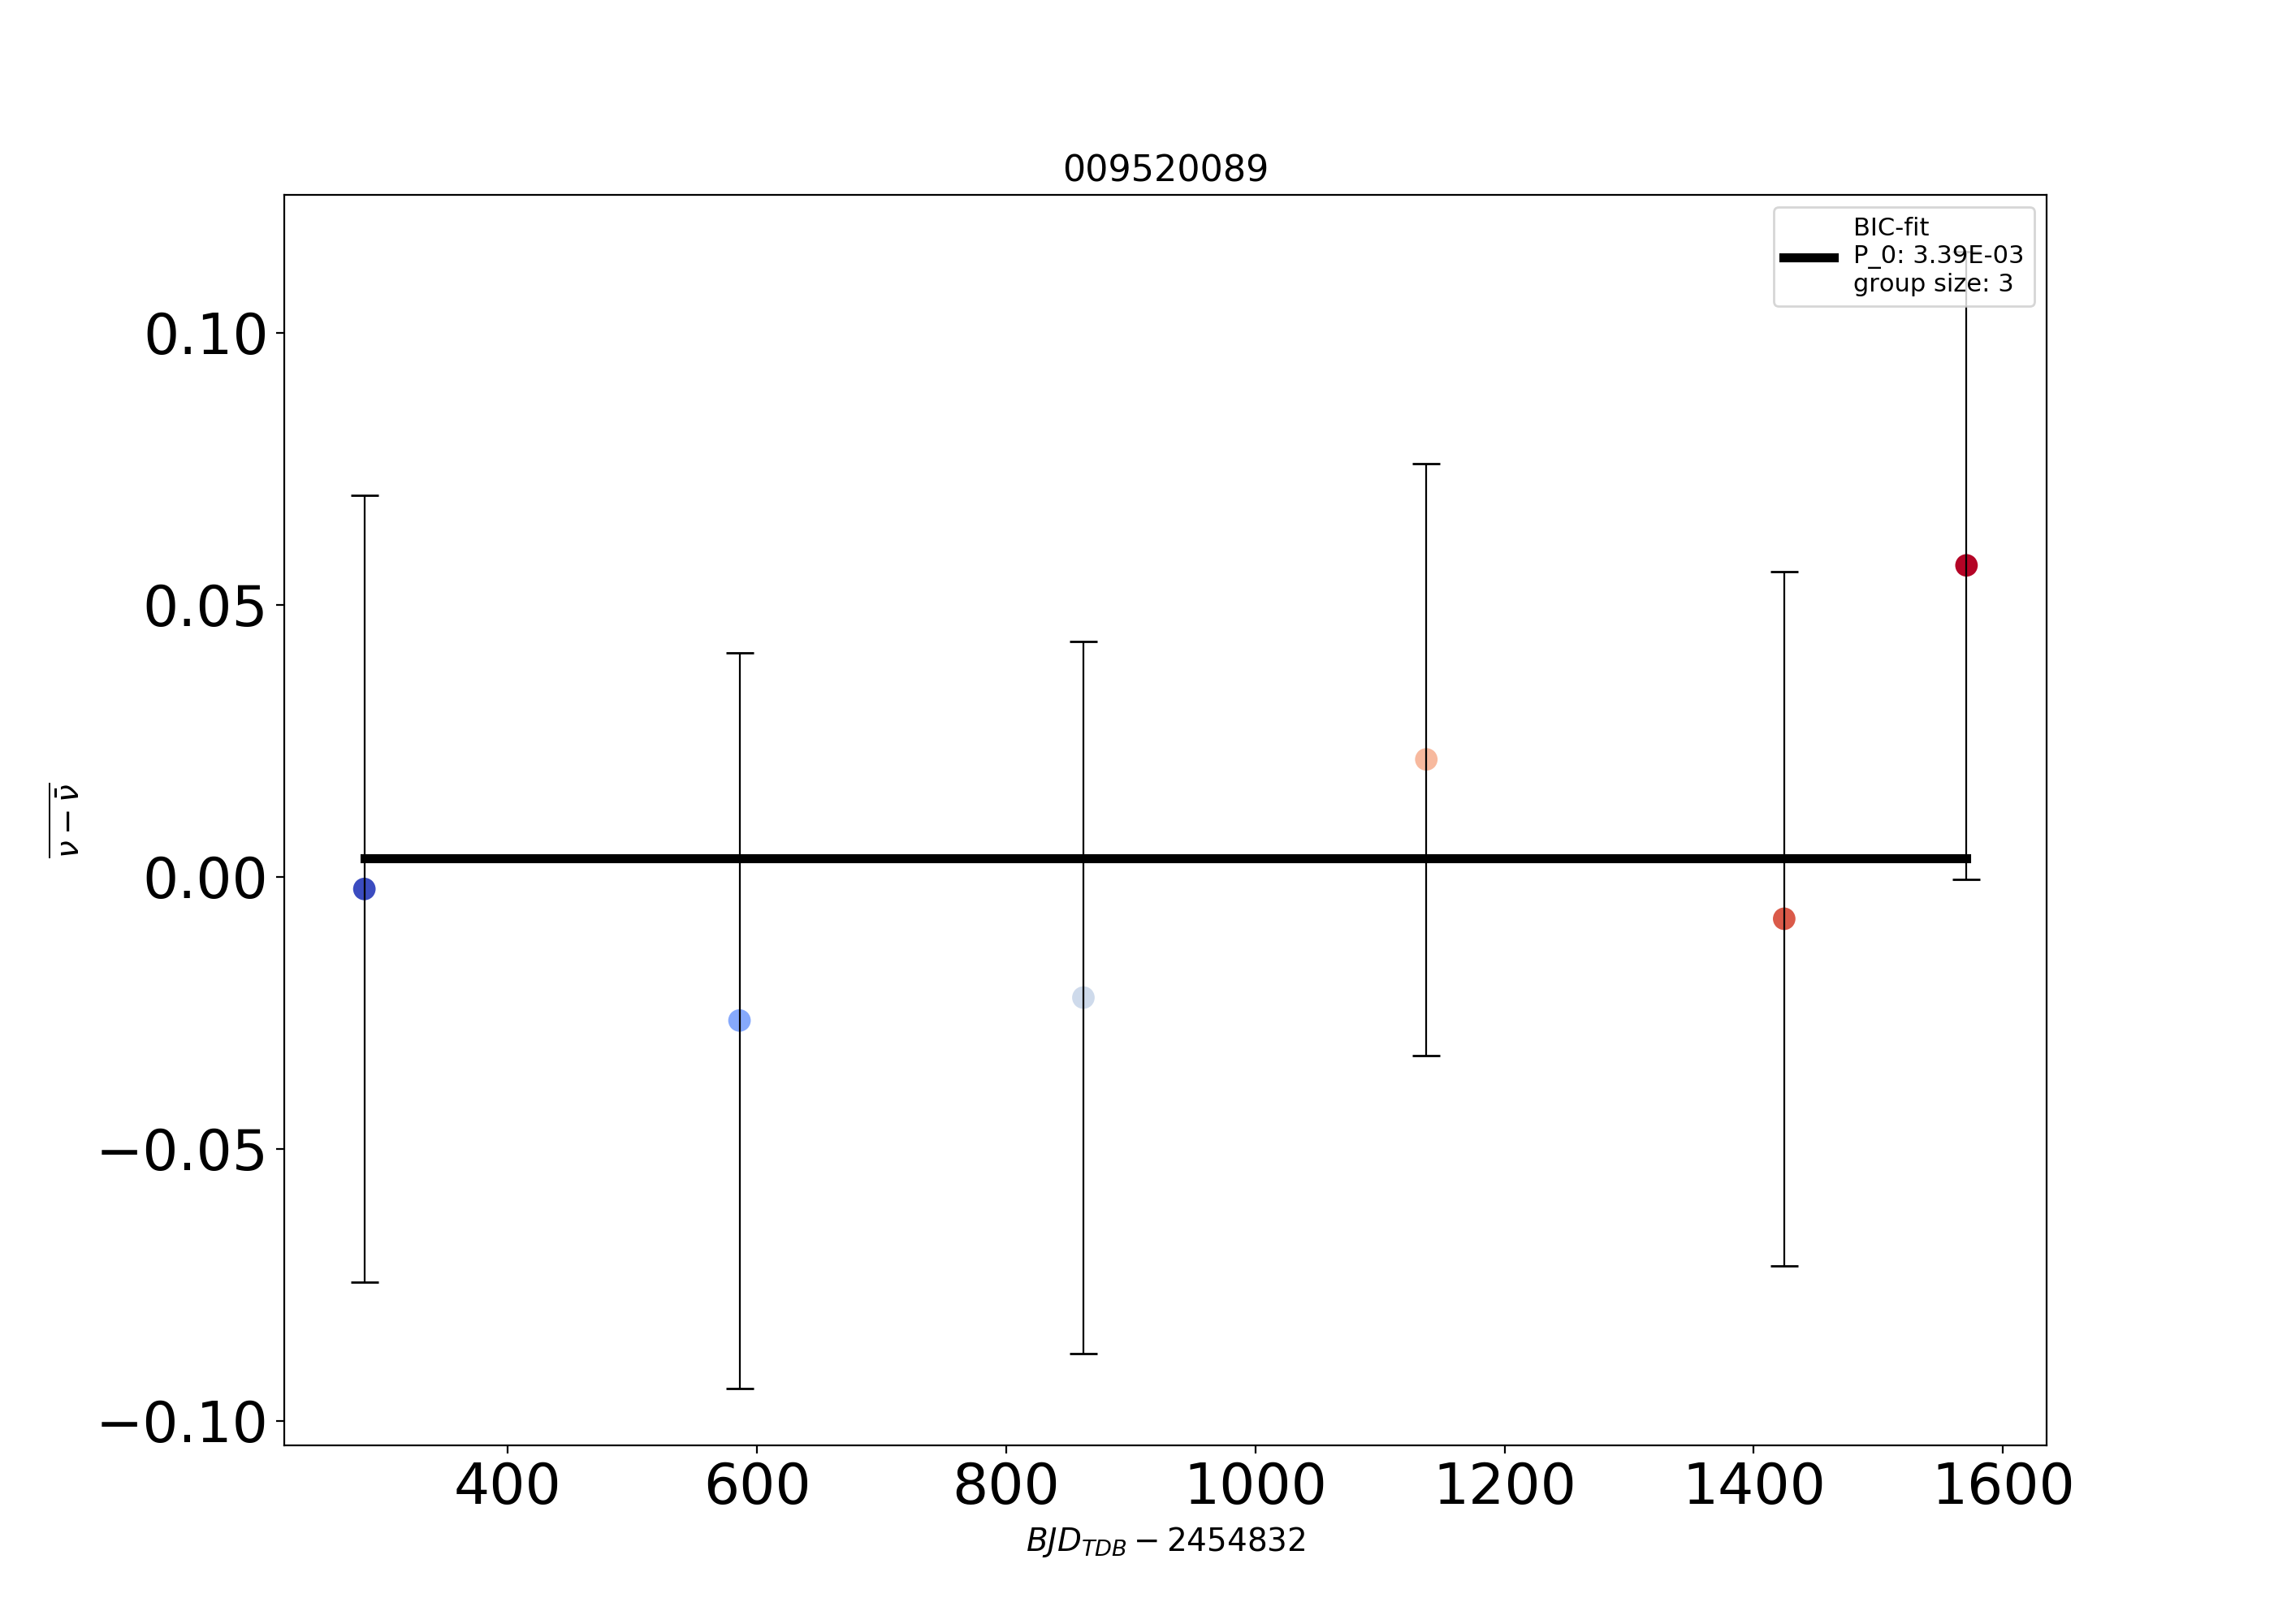 009520089
BIC-fit
P_0: 3.39E-03
group size: 3
0.10
0.05
0.00
−0.05
−0.10
ν − ν̄
400 600 800 1000 1200 1400 1600
BJD_TDB − 2454832